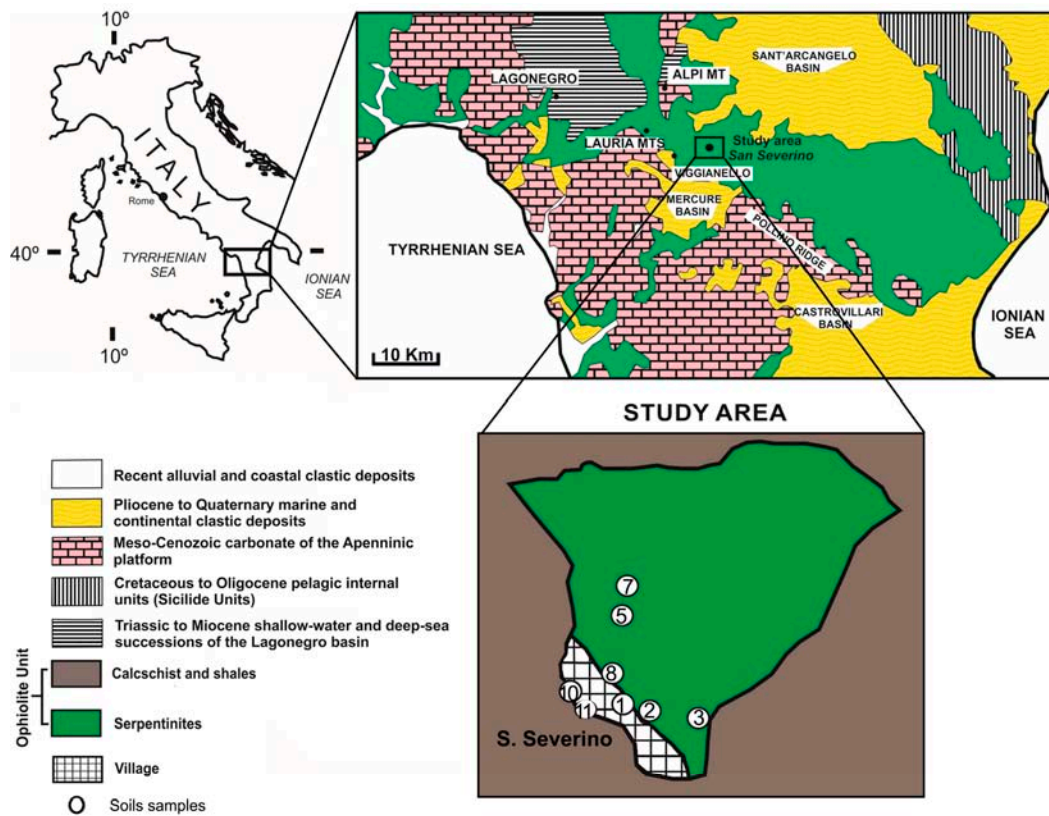 10º
ITALY
Rome
40º
TYRRHENIAN
SEA
IONIAN
SEA
10º
SANT'ARCANGELO
BASIN
LAGONEGRO
ALPI MT
LAURIA MTS
Study area
San Severino
VIGGIANELLO
MERCURE
BASIN
POLLINO RIDGE
TYRRHENIAN SEA
CASTROVILLARI
BASIN
IONIAN
SEA
10 Km
STUDY AREA
7
5
8
10
11
1
2
3
S. Severino
Recent alluvial and coastal clastic deposits
Pliocene to Quaternary marine and
continental clastic deposits
Meso-Cenozoic carbonate of the Apenninic
platform
Cretaceous to Oligocene pelagic internal
units (Sicilide Units)
Triassic to Miocene shallow-water and deep-sea
successions of the Lagonegro basin
Ophiolite Unit
Calcschist and shales
Serpentinites
Village
Soils samples